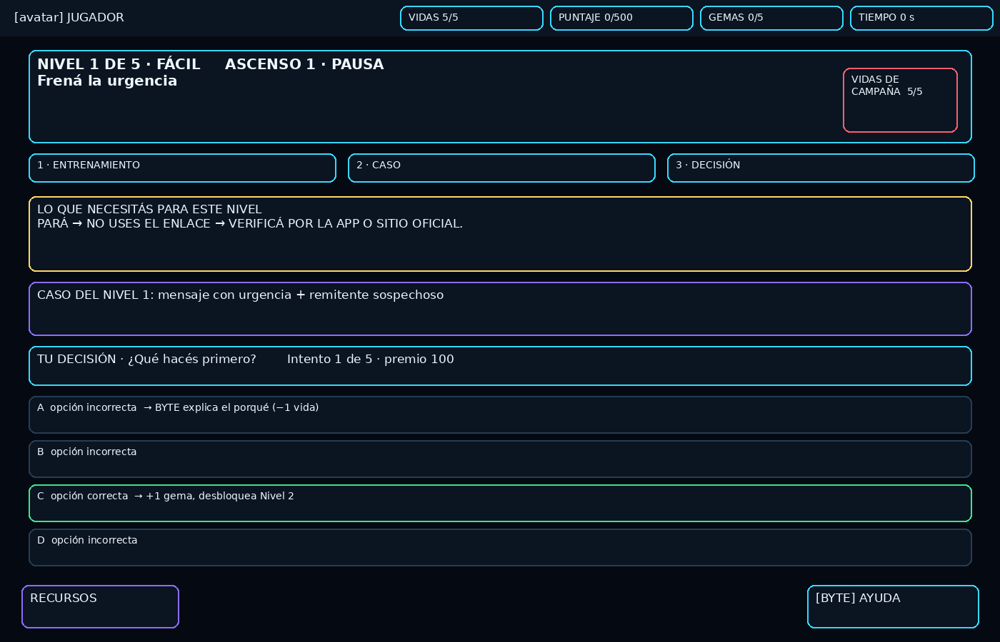 [avatar] JUGADOR
VIDAS 5/5
PUNTAJE 0/500
GEMAS 0/5
TIEMPO 0 s
NIVEL 1 DE 5 · FÁCIL ASCENSO 1 · PAUSA
Frená la urgencia
VIDAS DE
CAMPAÑA 5/5
1 · ENTRENAMIENTO
2 · CASO
3 · DECISIÓN
LO QUE NECESITÁS PARA ESTE NIVEL
PARÁ → NO USES EL ENLACE → VERIFICÁ POR LA APP O SITIO OFICIAL.
CASO DEL NIVEL 1: mensaje con urgencia + remitente sospechoso
TU DECISIÓN · ¿Qué hacés primero? Intento 1 de 5 · premio 100
A opción incorrecta → BYTE explica el porqué (−1 vida)
B opción incorrecta
C opción correcta → +1 gema, desbloquea Nivel 2
D opción incorrecta
RECURSOS
[BYTE] AYUDA